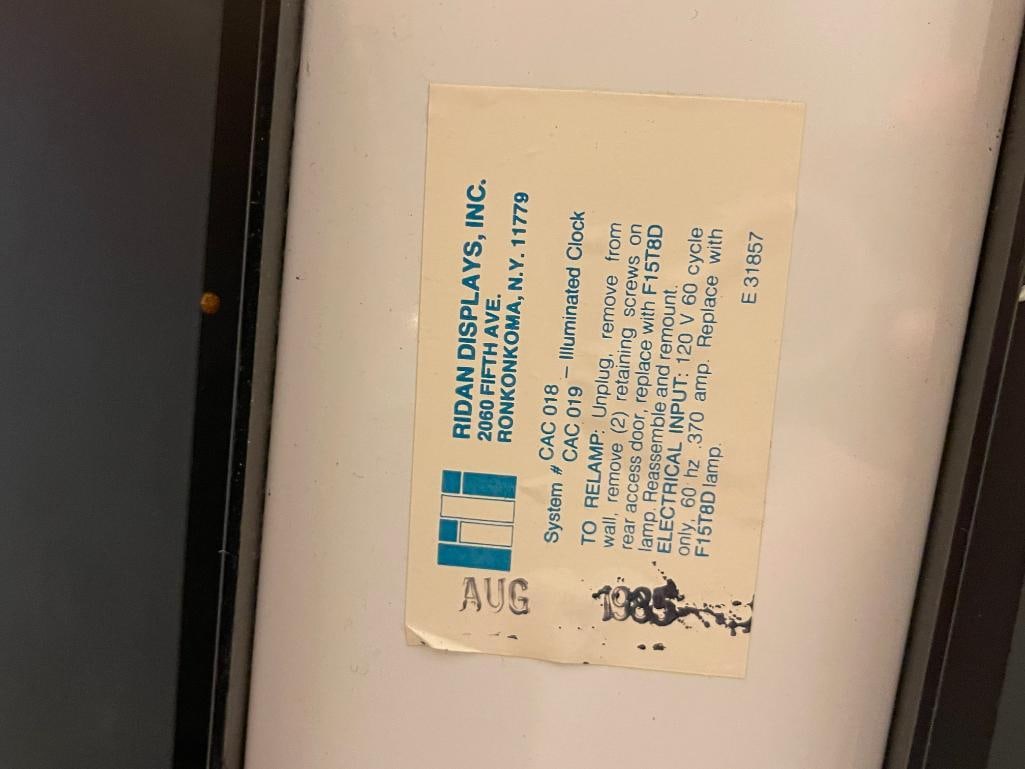 RIDAN DISPLAYS, INC.
2060 FIFTH AVE.
RONKONKOMA, N.Y. 11779
System # CAC 018
CAC 019 – Illuminated Clock
TO RELAMP: Unplug, remove from
wall, remove (2) retaining screws on
rear access door, replace with F15T8D
lamp. Reassemble and remount.
ELECTRICAL INPUT: 120 V 60 cycle
only, 60 hz .370 amp. Replace with
F15T8D lamp.
E 31857
AUG
1985